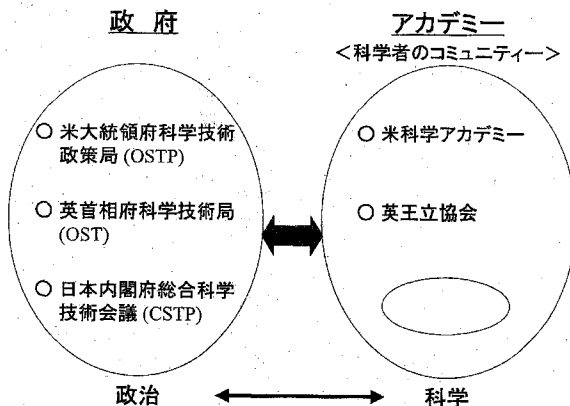 政 府
アカデミー
<科学者のコミュニティー>
○ 米大統領府科学技術
政策局 (OSTP)
○ 英首相府科学技術局
(OST)
○ 日本内閣府総合科学
技術会議 (CSTP)
○ 米科学アカデミー
○ 英王立協会
政治
科学